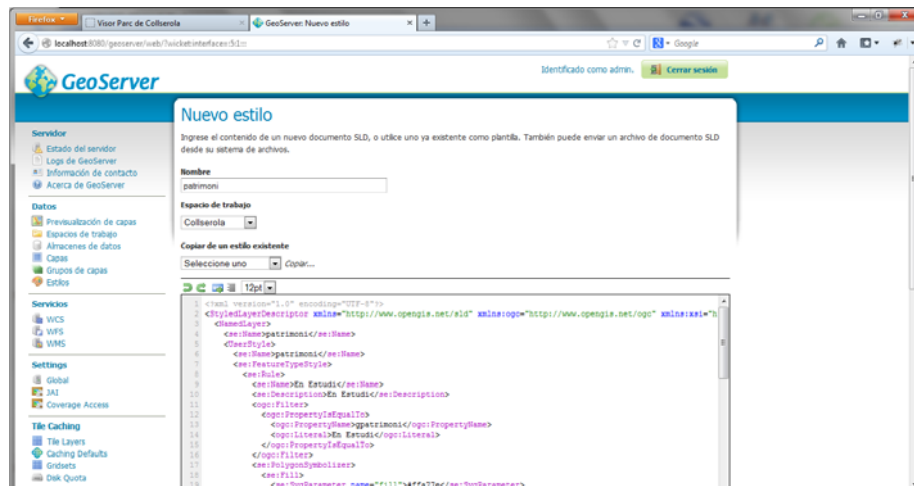 Firefox
Visor Parc de Collserola
GeoServer: Nuevo estilo
localhost:8080/geoserver/web/?wicket:interface=:51:::
Google
GeoServer
Identificado como admin.
Cerrar sesión
Servidor
Estado del servidor
Logs de GeoServer
Información de contacto
Acerca de GeoServer
Datos
Previsualización de capas
Espacios de trabajo
Almacenes de datos
Capas
Grupos de capas
Estilos
Servicios
WCS
WFS
WMS
Settings
Global
JAI
Coverage Access
Tile Caching
Tile Layers
Caching Defaults
Gridsets
Disk Quota
Nuevo estilo
Ingrese el contenido de un nuevo documento SLD, o utilice uno ya existente como plantilla. También puede enviar un archivo de documento SLD
desde su sistema de archivos.
Nombre
patrimoni
Espacio de trabajo
Collserola
Copiar de un estilo existente
Seleccione uno Copiar...
12pt
1 <?xml version="1.0" encoding="UTF-8"?>
2 <StyledLayerDescriptor xmlns="http://www.opengis.net/sld" xmlns:ogc="http://www.opengis.net/ogc" xmlns:xsi="h
3 <NamedLayer>
4 <se:Name>patrimoni</se:Name>
5 <UserStyle>
6 <se:Name>patrimoni</se:Name>
7 <se:FeatureTypeStyle>
8 <se:Rule>
9 <se:Name>En Estudi</se:Name>
10 <se:Description>En Estudi</se:Description>
11 <ogc:Filter>
12 <ogc:PropertyIsEqualTo>
13 <ogc:PropertyName>gpatrimoni</ogc:PropertyName>
14 <ogc:Literal>En Estudi</ogc:Literal>
15 </ogc:PropertyIsEqualTo>
16 </ogc:Filter>
17 <se:PolygonSymbolizer>
18 <se:Fill>
19 <se:SvgParameter name="fill">#ffa77e</se:SvgParameter>